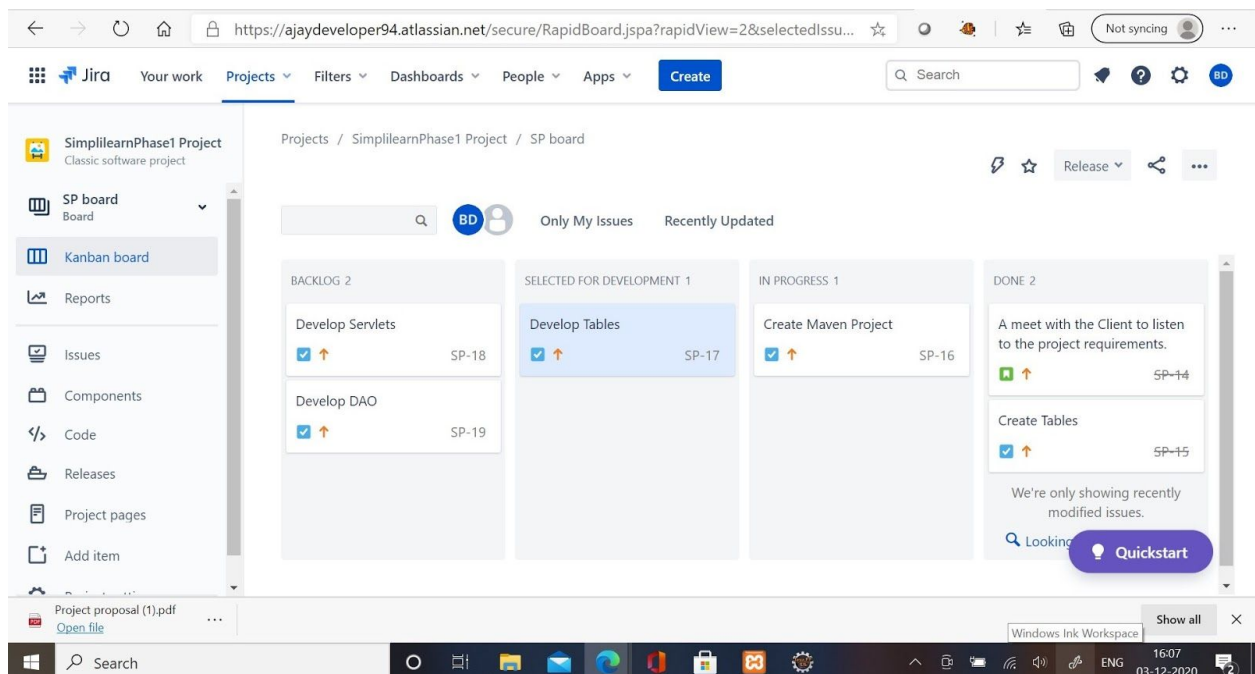 https://ajaydeveloper94.atlassian.net/secure/RapidBoard.jspa?rapidView=2&selectedIssu...
Not syncing
Jira
Your work
Projects
Filters
Dashboards
People
Apps
Create
Search
BD
SimplilearnPhase1 Project
Classic software project
SP board
Board
Kanban board
Reports
Issues
Components
Code
Releases
Project pages
Add item
Projects / SimplilearnPhase1 Project / SP board
Release
BD
Only My Issues
Recently Updated
BACKLOG 2
Develop Servlets
SP-18
Develop DAO
SP-19
SELECTED FOR DEVELOPMENT 1
Develop Tables
SP-17
IN PROGRESS 1
Create Maven Project
SP-16
DONE 2
A meet with the Client to listen
to the project requirements.
SP-14
Create Tables
SP-15
We're only showing recently
modified issues.
Looking
Quickstart
Project proposal (1).pdf
Open file
Show all
Windows Ink Workspace
Search
ENG
16:07
03-12-2020
2